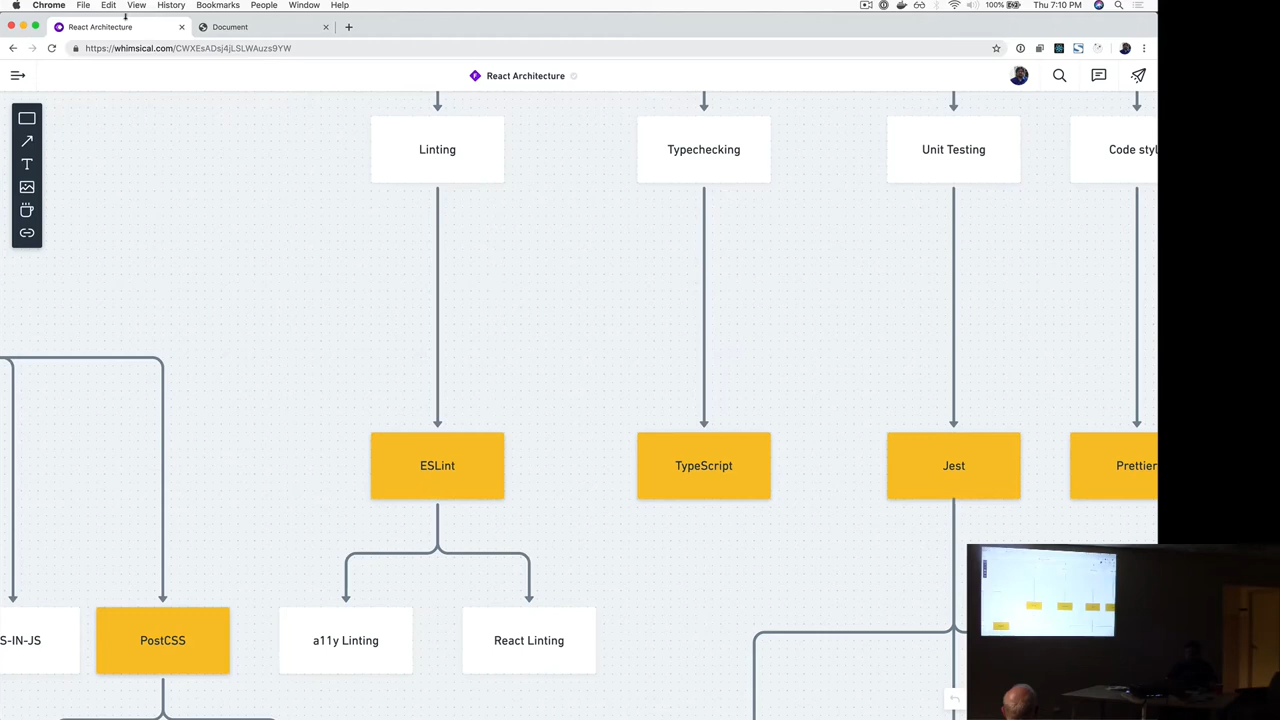 Chrome File Edit View History Bookmarks People Window Help 100% Thu 7:10 PM
React Architecture Document
https://whimsical.com/CWXEsADsj4jLSLWAuzs9YW
React Architecture
Linting Typechecking Unit Testing Code styl
ESLint TypeScript Jest Prettier
S-IN-JS PostCSS a11y Linting React Linting